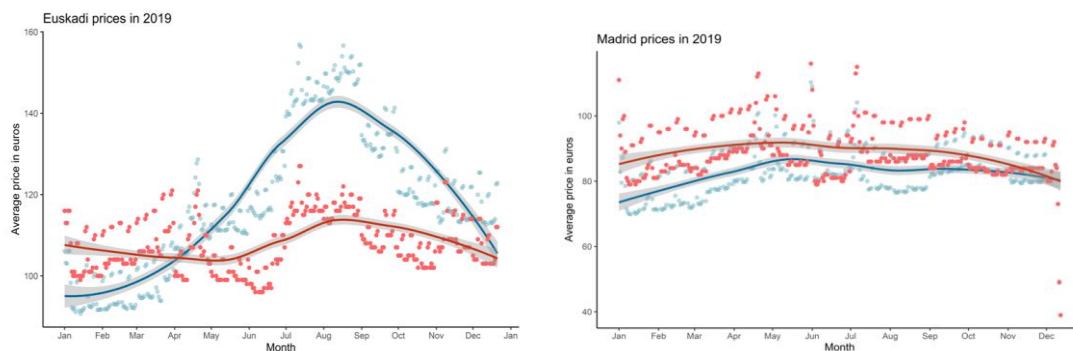 Euskadi prices in 2019
160
140
120
100
Average price in euros
Jan Feb Mar Apr May Jun Jul Aug Sep Oct Nov Dec Jan
Month
Madrid prices in 2019
100
80
60
40
Average price in euros
Jan Feb Mar Apr May Jun Jul Aug Sep Oct Nov Dec
Month